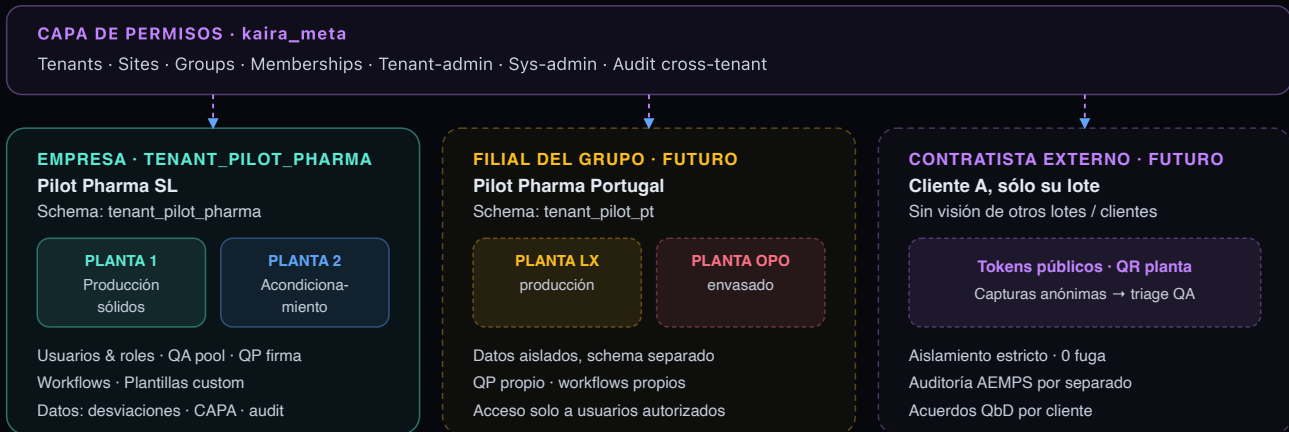 CAPA DE PERMISOS · kaira_meta
Tenants · Sites · Groups · Memberships · Tenant-admin · Sys-admin · Audit cross-tenant
EMPRESA · TENANT_PILOT_PHARMA
Pilot Pharma SL
Schema: tenant_pilot_pharma
PLANTA 1
Producción
sólidos
PLANTA 2
Acondiciona-
miento
Usuarios & roles · QA pool · QP firma
Workflows · Plantillas custom
Datos: desviaciones · CAPA · audit
FILIAL DEL GRUPO · FUTURO
Pilot Pharma Portugal
Schema: tenant_pilot_pt
PLANTA LX
producción
PLANTA OPO
envasado
Datos aislados, schema separado
QP propio · workflows propios
Acceso solo a usuarios autorizados
CONTRATISTA EXTERNO · FUTURO
Cliente A, sólo su lote
Sin visión de otros lotes / clientes
Tokens públicos · QR planta
Capturas anónimas → triage QA
Aislamiento estricto · 0 fuga
Auditoría AEMPS por separado
Acuerdos QbD por cliente